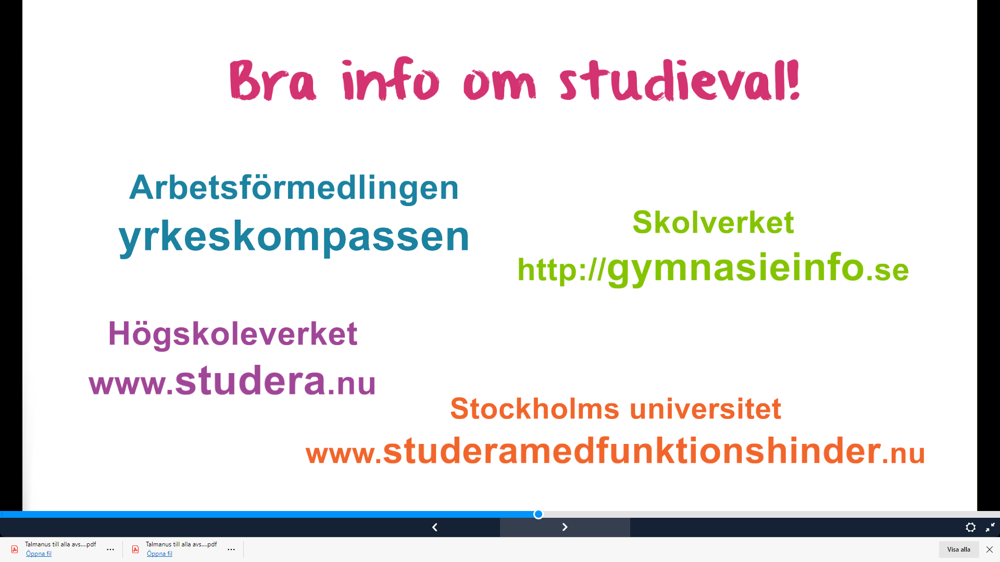 Bra info om studieval!
Arbetsförmedlingen
yrkeskompassen
Skolverket
http://gymnasieinfo.se
Högskoleverket
www.studera.nu
Stockholms universitet
www.studeramedfunktionshinder.nu
Talmanus till alla avs....pdf
Öppna fil
Talmanus till alla avs....pdf
Öppna fil
Visa alla